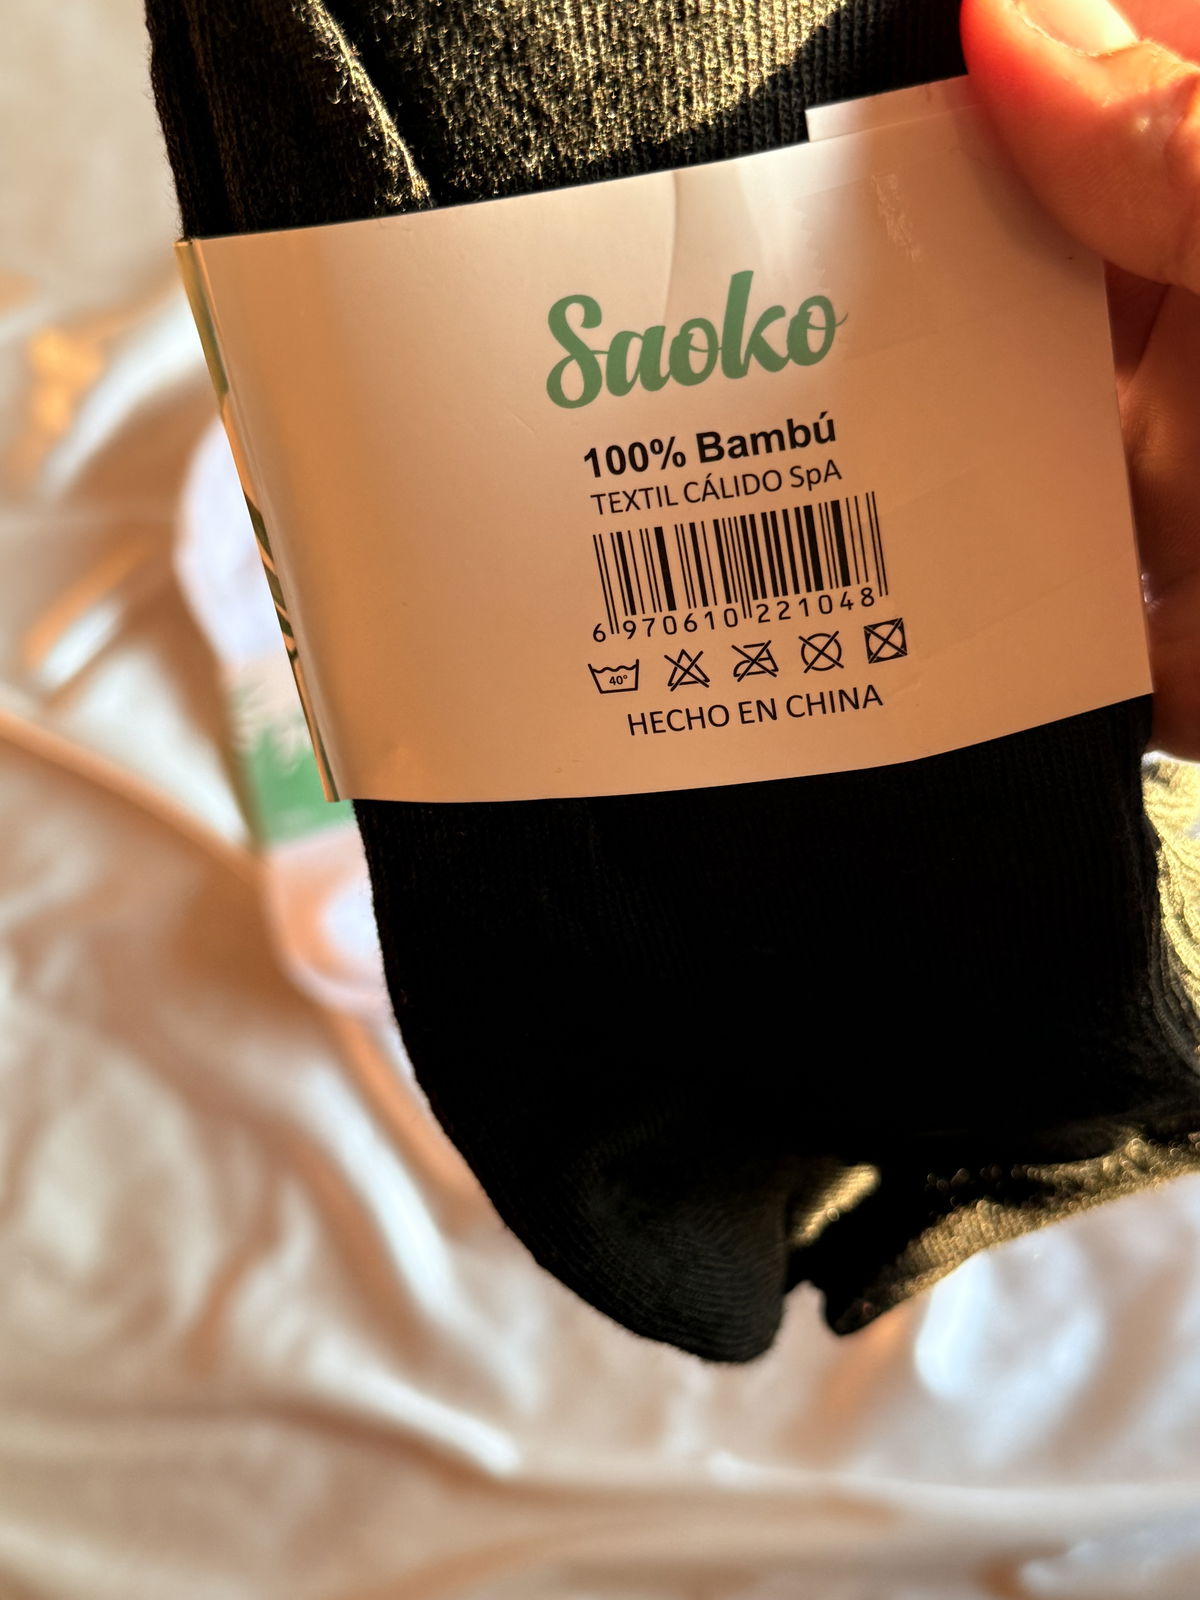 Saoko
100% Bambú
TEXTIL CÁLIDO SpA
6 970610 221048
40°
HECHO EN CHINA